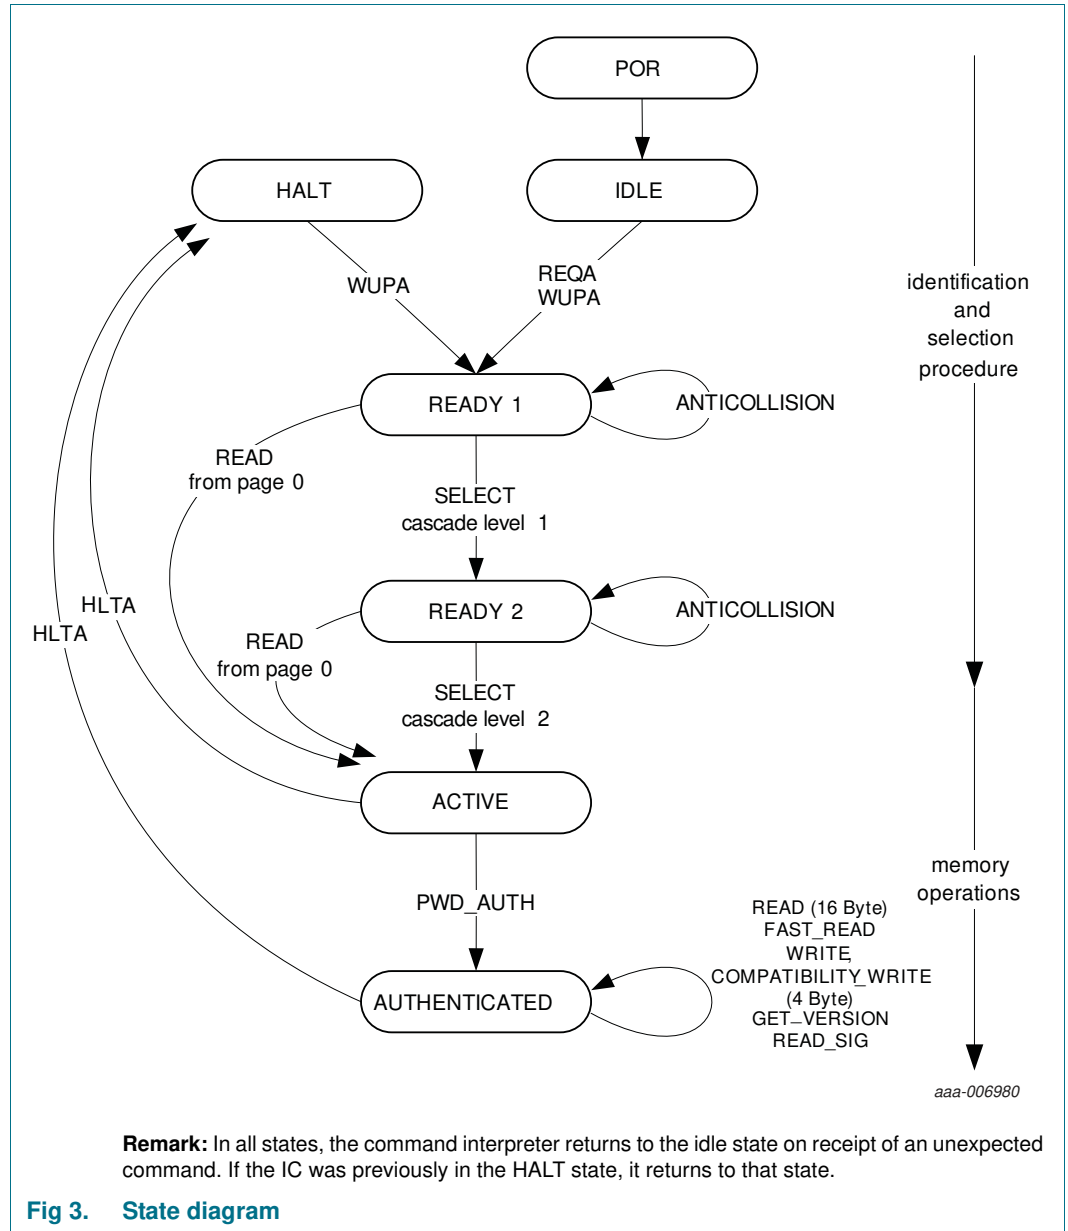 POR
HALT
IDLE
WUPA
REQA
WUPA
identification
and
selection
procedure
READY 1
ANTICOLLISION
READ
from page 0
SELECT
cascade level 1
READY 2
ANTICOLLISION
HLTA
HLTA
READ
from page 0
SELECT
cascade level 2
ACTIVE
memory
operations
PWD_AUTH
READ (16 Byte)
FAST_READ
WRITE,
COMPATIBILITY_WRITE
(4 Byte)
GET_VERSION
READ_SIG
AUTHENTICATED
aaa-006980
Remark: In all states, the command interpreter returns to the idle state on receipt of an unexpected
command. If the IC was previously in the HALT state, it returns to that state.
Fig 3. State diagram